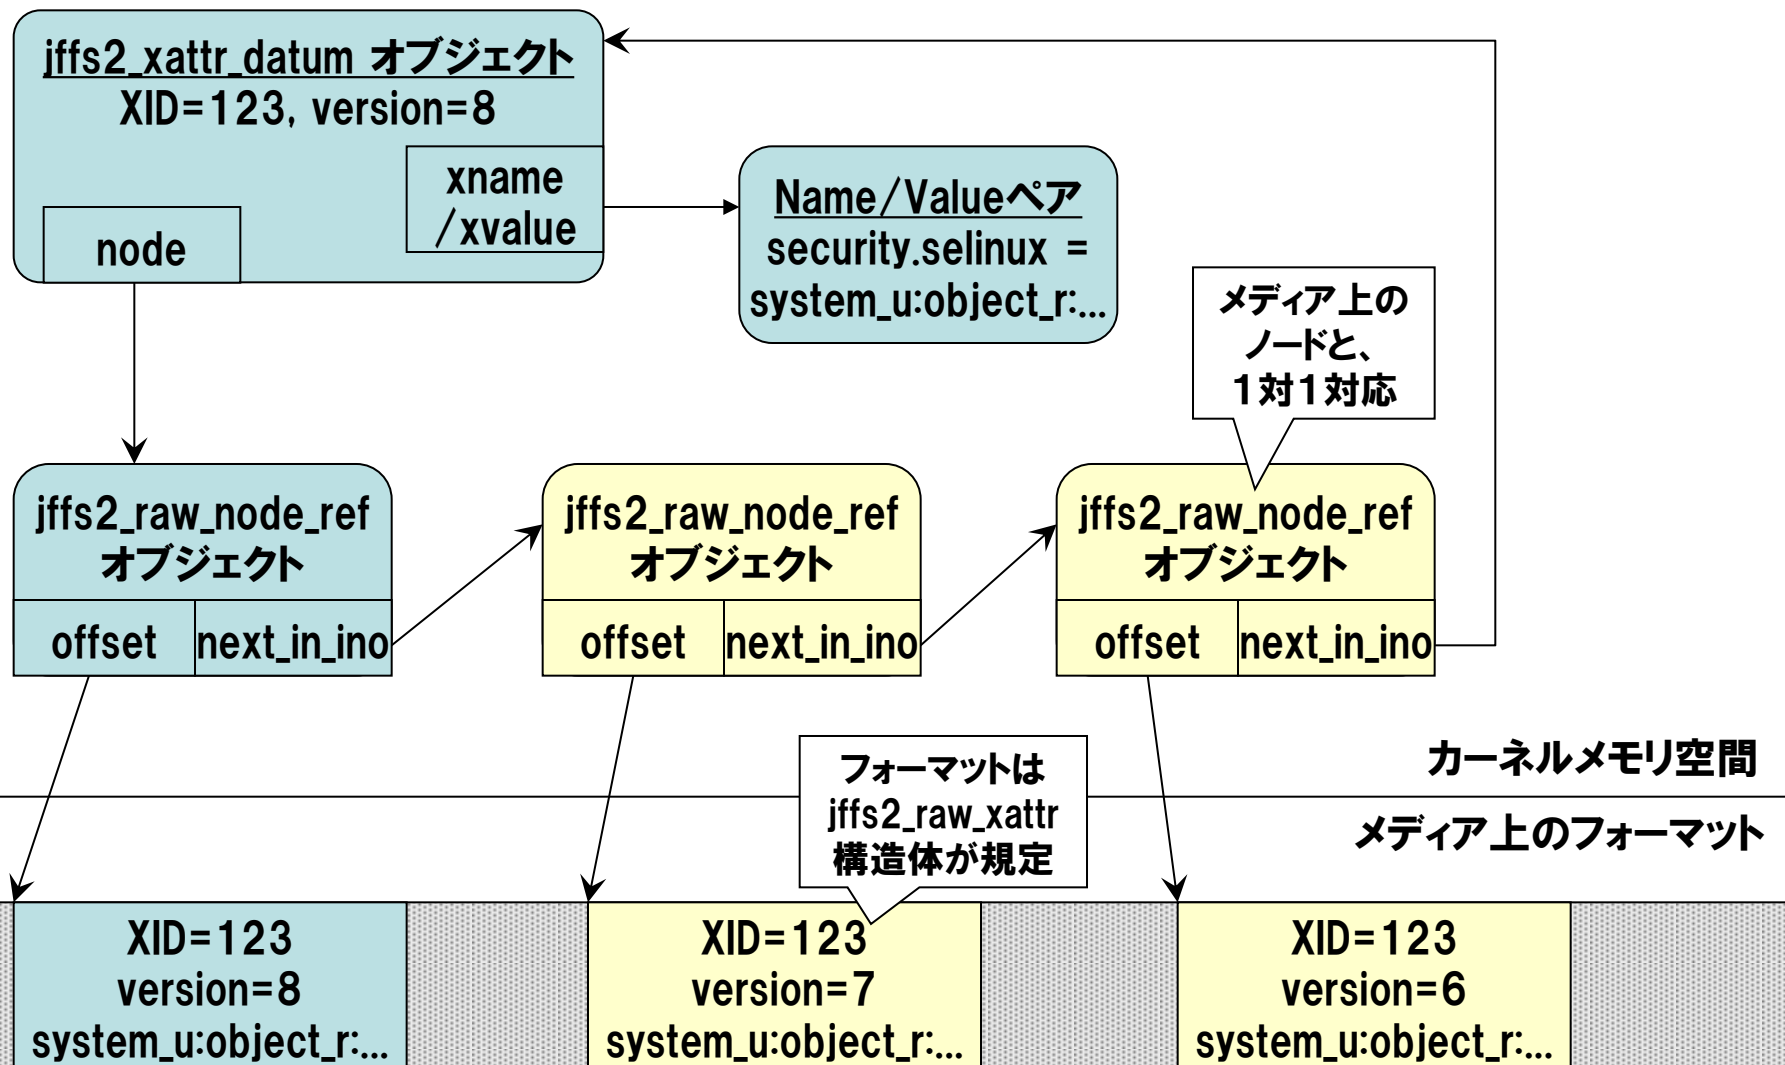 jffs2_xattr_datum オブジェクト
XID=123, version=8
xname
/xvalue
node
Name/Valueペア
security.selinux =
system_u:object_r:...
メディア上の
ノードと、
1対1対応
jffs2_raw_node_ref
オブジェクト
offset
next_in_ino
jffs2_raw_node_ref
オブジェクト
offset
next_in_ino
jffs2_raw_node_ref
オブジェクト
offset
next_in_ino
カーネルメモリ空間
フォーマットは
jffs2_raw_xattr
構造体が規定
メディア上のフォーマット
XID=123
version=8
system_u:object_r:...
XID=123
version=7
system_u:object_r:...
XID=123
version=6
system_u:object_r:...